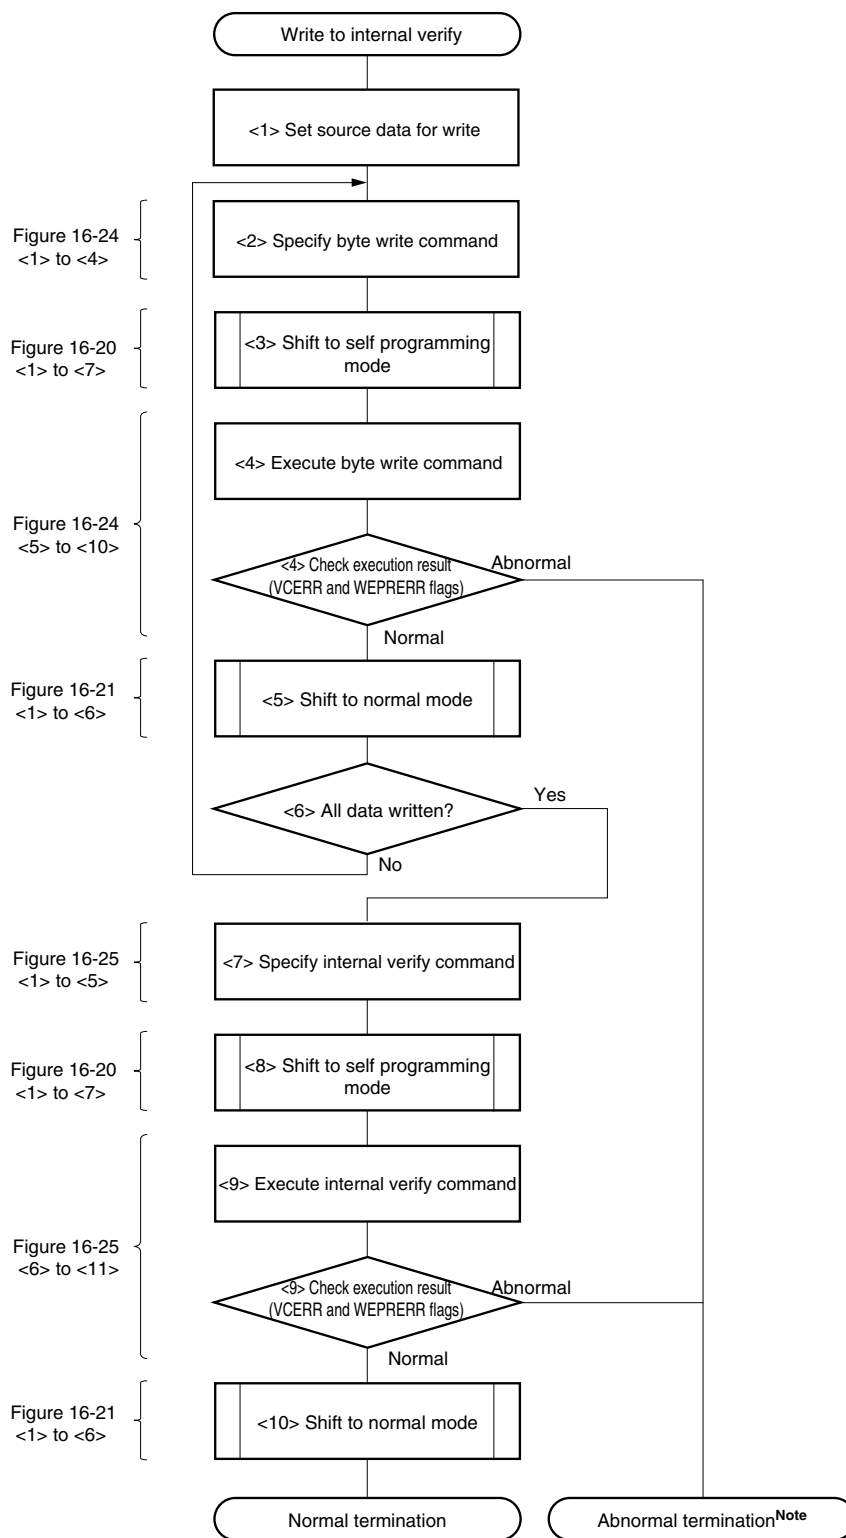 Write to internal verify
<1> Set source data for write
Figure 16-24
<1> to <4>
<2> Specify byte write command
Figure 16-20
<1> to <7>
<3> Shift to self programming
mode
<4> Execute byte write command
Figure 16-24
<5> to <10>
<4> Check execution result
(VCERR and WEPRERR flags)
Abnormal
Normal
Figure 16-21
<1> to <6>
<5> Shift to normal mode
<6> All data written?
Yes
No
Figure 16-25
<1> to <5>
<7> Specify internal verify command
Figure 16-20
<1> to <7>
<8> Shift to self programming
mode
<9> Execute internal verify command
Figure 16-25
<6> to <11>
<9> Check execution result
(VCERR and WEPRERR flags)
Abnormal
Normal
Figure 16-21
<1> to <6>
<10> Shift to normal mode
Normal termination
Abnormal termination Note